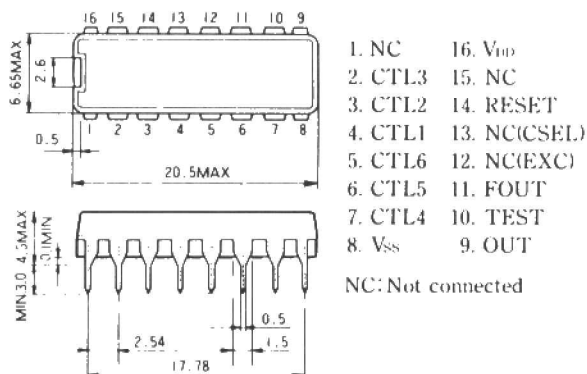 16 15 14 13 12 11 10 9
6.65MAX
2.6
0.5
1 2 3 4 5 6 7 8
20.5MAX
4.5MAX
0.1MIN
MIN3.0
0.5
2.54
1.5
17.78
1. NC 16. VDD
2. CTL3 15. NC
3. CTL2 14. RESET
4. CTL1 13. NC(CSEL)
5. CTL6 12. NC(EXC)
6. CTL5 11. FOUT
7. CTL4 10. TEST
8. Vss 9. OUT
NC: Not connected